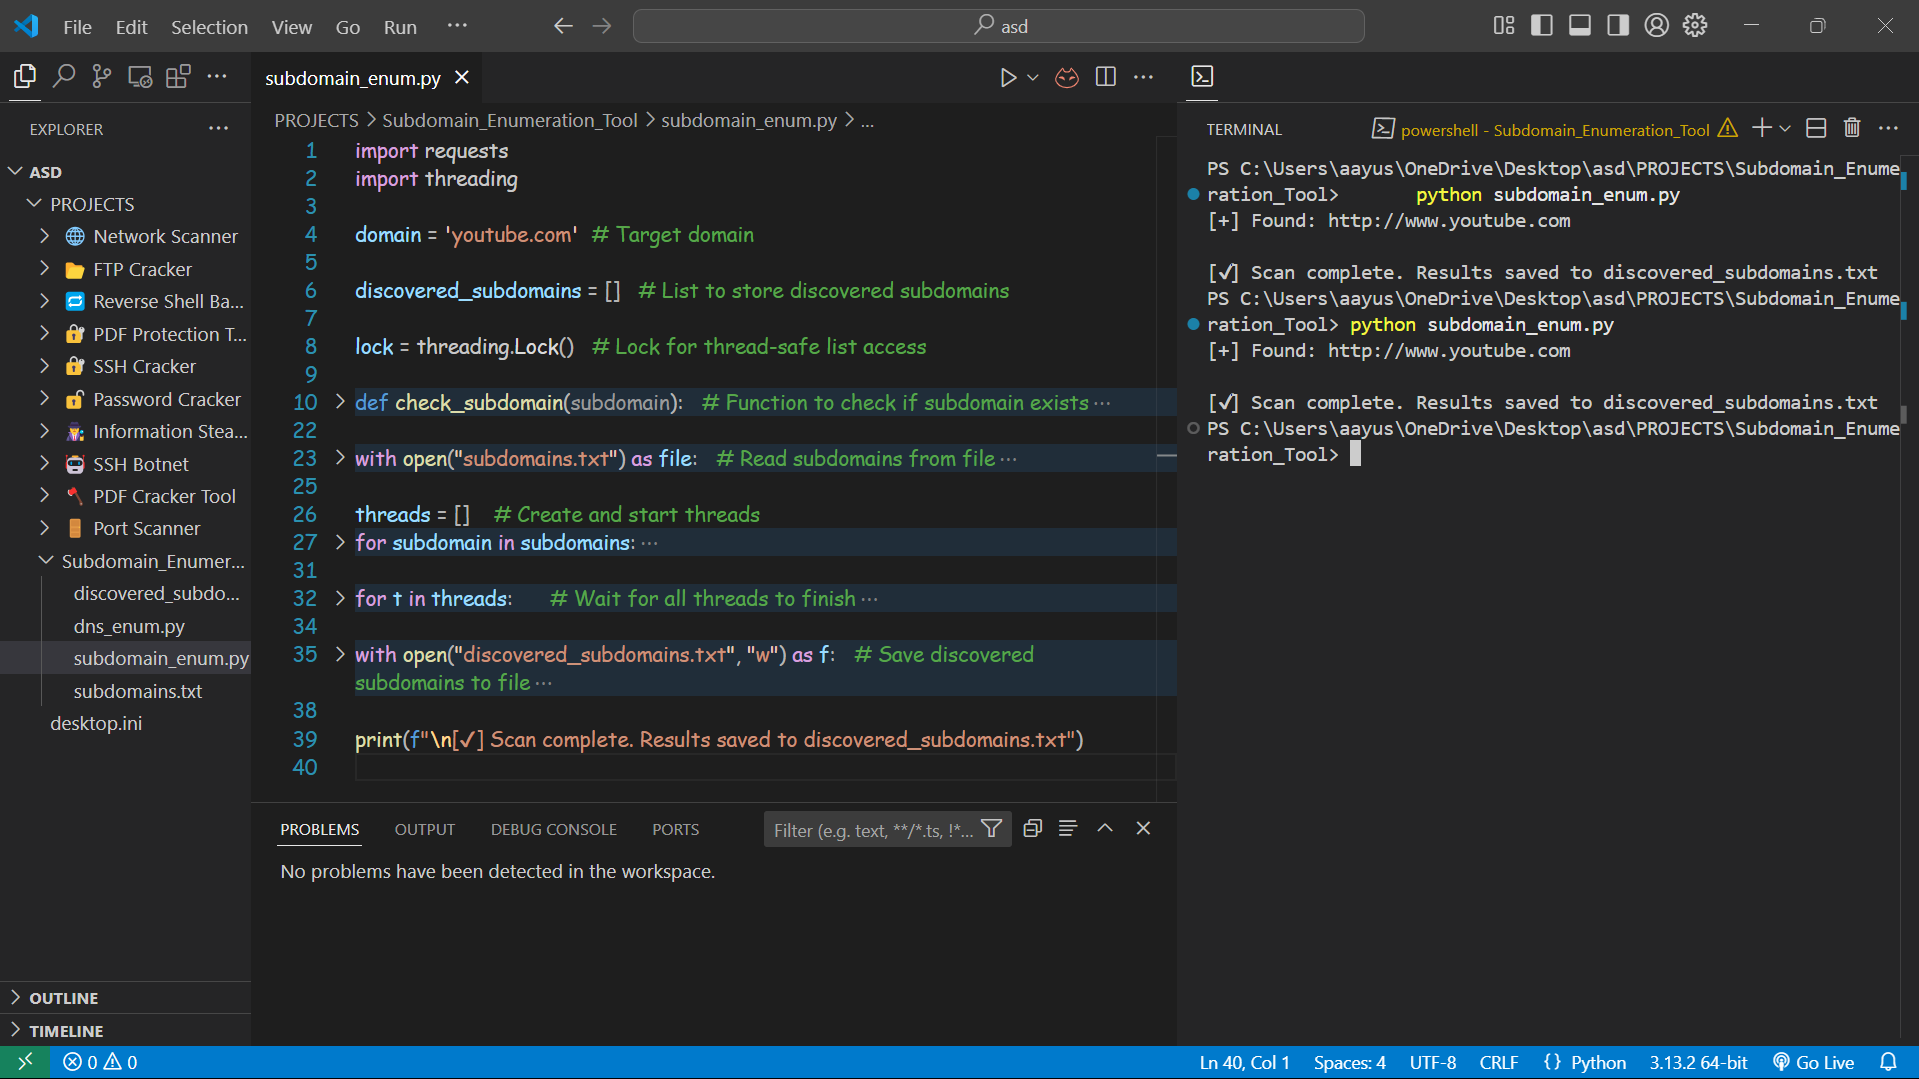 File Edit Selection View Go Run ...
asd
subdomain_enum.py
EXPLORER
ASD
PROJECTS
Network Scanner
FTP Cracker
Reverse Shell Ba...
PDF Protection T...
SSH Cracker
Password Cracker
Information Stea...
SSH Botnet
PDF Cracker Tool
Port Scanner
Subdomain_Enumer...
discovered_subdo...
dns_enum.py
subdomain_enum.py
subdomains.txt
desktop.ini
OUTLINE
TIMELINE
PROJECTS > Subdomain_Enumeration_Tool > subdomain_enum.py > ...
1 import requests
2 import threading
3
4 domain = 'youtube.com' # Target domain
5
6 discovered_subdomains = [] # List to store discovered subdomains
7
8 lock = threading.Lock() # Lock for thread-safe list access
9
10 def check_subdomain(subdomain): # Function to check if subdomain exists ...
22
23 with open("subdomains.txt") as file: # Read subdomains from file ...
25
26 threads = [] # Create and start threads
27 for subdomain in subdomains: ...
31
32 for t in threads: # Wait for all threads to finish ...
34
35 with open("discovered_subdomains.txt", "w") as f: # Save discovered
subdomains to file ...
38
39 print(f"\n[✓] Scan complete. Results saved to discovered_subdomains.txt")
40
PROBLEMS OUTPUT DEBUG CONSOLE PORTS
Filter (e.g. text, **/*.ts, !*...
No problems have been detected in the workspace.
TERMINAL
powershell - Subdomain_Enumeration_Tool
PS C:\Users\aayus\OneDrive\Desktop\asd\PROJECTS\Subdomain_Enume
ration_Tool> python subdomain_enum.py
[+] Found: http://www.youtube.com
[✓] Scan complete. Results saved to discovered_subdomains.txt
PS C:\Users\aayus\OneDrive\Desktop\asd\PROJECTS\Subdomain_Enume
ration_Tool> python subdomain_enum.py
[+] Found: http://www.youtube.com
[✓] Scan complete. Results saved to discovered_subdomains.txt
PS C:\Users\aayus\OneDrive\Desktop\asd\PROJECTS\Subdomain_Enume
ration_Tool>
0 0 Ln 40, Col 1 Spaces: 4 UTF-8 CRLF {} Python 3.13.2 64-bit Go Live